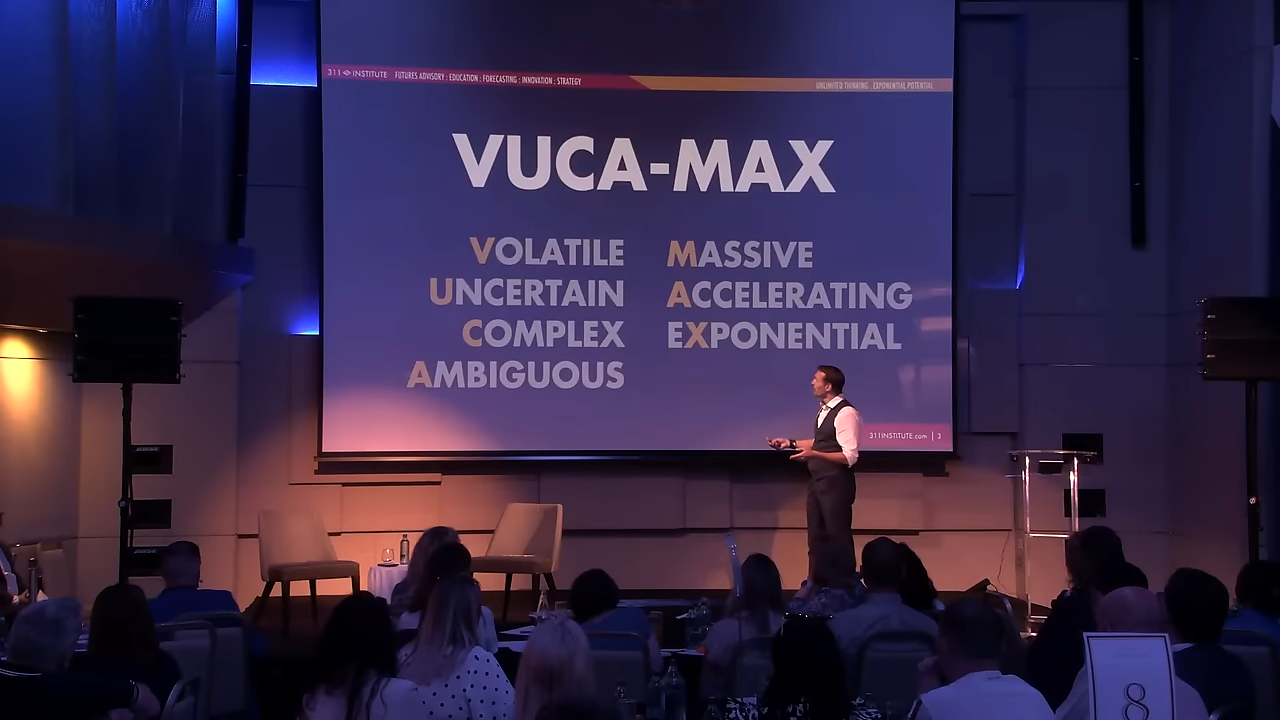 311 INSTITUTE FUTURES ADVISORY : EDUCATION : FORECASTING : INNOVATION : STRATEGY
UNLIMITED THINKING . EXPONENTIAL POTENTIAL
VUCA-MAX
VOLATILE
UNCERTAIN
COMPLEX
AMBIGUOUS
MASSIVE
ACCELERATING
EXPONENTIAL
311INSTITUTE.com | 3
8